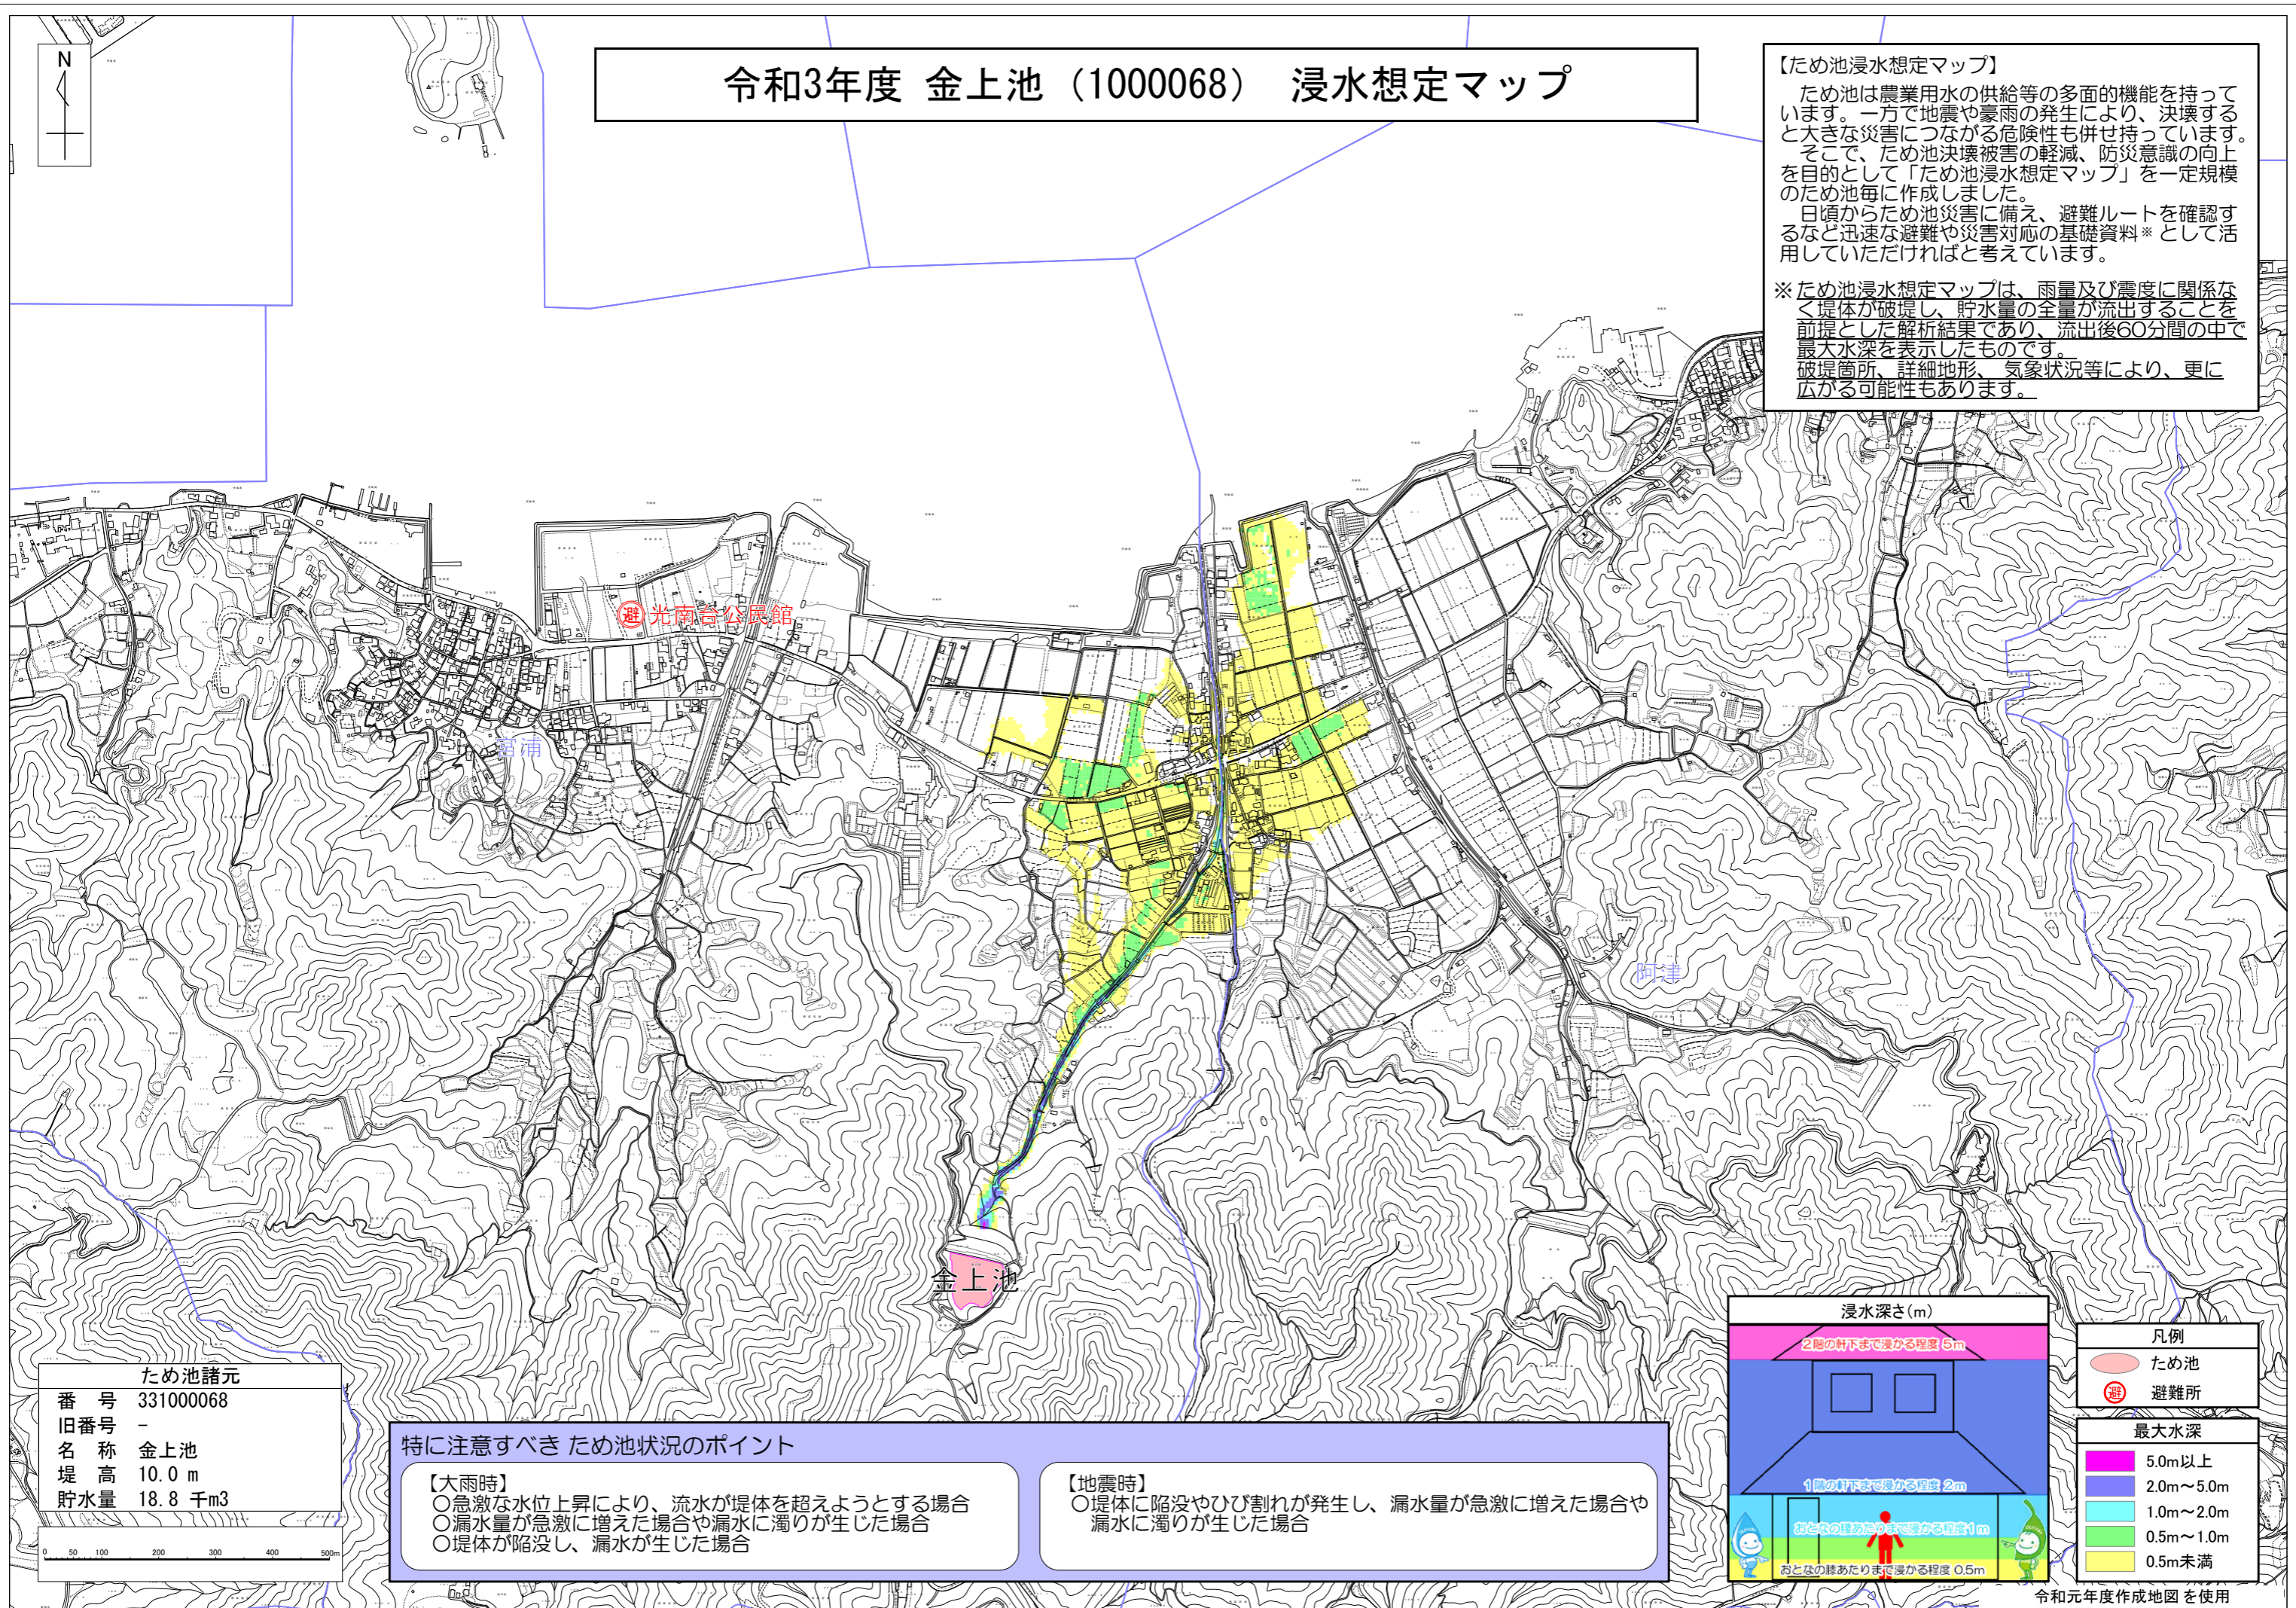 N
令和3年度 金上池（1000068） 浸水想定マップ
【ため池浸水想定マップ】
ため池は農業用水の供給等の多面的機能を持って
います。一方で地震や豪雨の発生により、決壊する
と大きな災害につながる危険性も併せ持っています。
そこで、ため池決壊被害の軽減、防災意識の向上
を目的として「ため池浸水想定マップ」を一定規模
のため池毎に作成しました。
日頃からため池災害に備え、避難ルートを確認す
るなど迅速な避難や災害対応の基礎資料※として活
用していただければと考えています。
※ため池浸水想定マップは、雨量及び震度に関係な
く堤体が破堤し、貯水量の全量が流出することを
前提とした解析結果であり、流出後60分間の中で
最大水深を表示したものです。
破堤箇所、詳細地形、気象状況等により、更に
広がる可能性もあります。
避 光南台公民館
宮浦
阿津
金上池
ため池諸元
番 号 331000068
旧番号 -
名 称 金上池
堤 高 10.0 m
貯水量 18.8 千m3
0 50 100 200 300 400 500m
特に注意すべき ため池状況のポイント
【大雨時】
○急激な水位上昇により、流水が堤体を超えようとする場合
○漏水量が急激に増えた場合や漏水に濁りが生じた場合
○堤体が陥没し、漏水が生じた場合
【地震時】
○堤体に陥没やひび割れが発生し、漏水量が急激に増えた場合や
漏水に濁りが生じた場合
浸水深さ(m)
2階の軒下まで浸かる程度 5m
1階の軒下まで浸かる程度 2m
おとなの腰あたりまで浸かる程度1m
おとなの膝あたりまで浸かる程度 0.5m
凡例
ため池
避 避難所
最大水深
5.0m以上
2.0m～5.0m
1.0m～2.0m
0.5m～1.0m
0.5m未満
令和元年度作成地図を使用